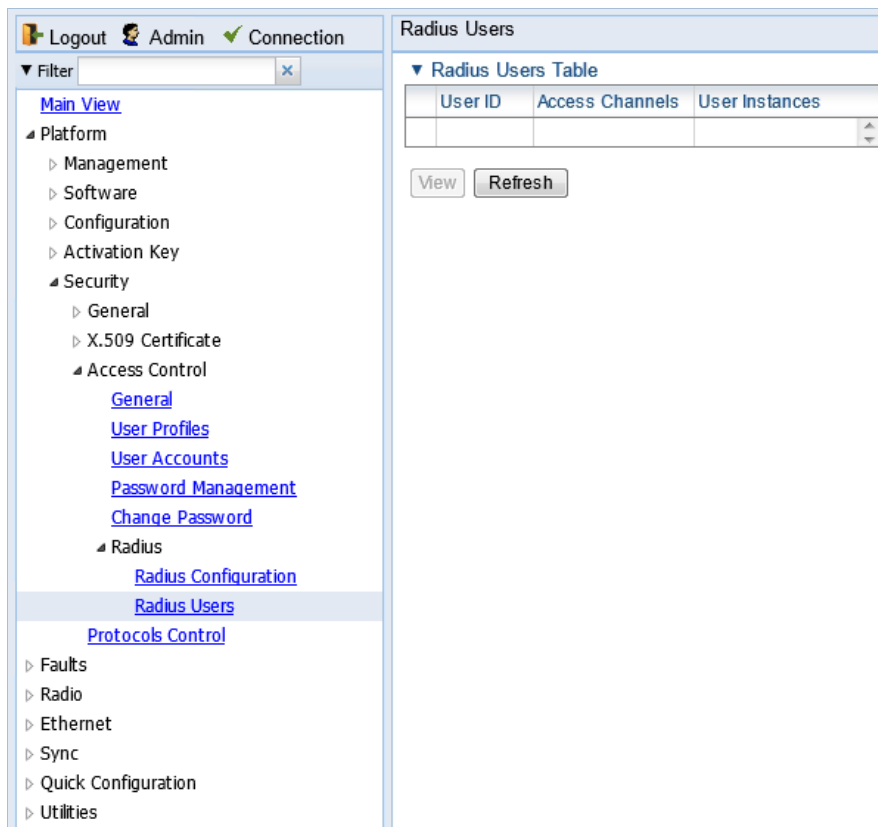 Logout Admin Connection
Filter
Main View
Platform
Management
Software
Configuration
Activation Key
Security
General
X.509 Certificate
Access Control
General
User Profiles
User Accounts
Password Management
Change Password
Radius
Radius Configuration
Radius Users
Protocols Control
Faults
Radio
Ethernet
Sync
Quick Configuration
Utilities
Radius Users
Radius Users Table
User ID Access Channels User Instances
View Refresh